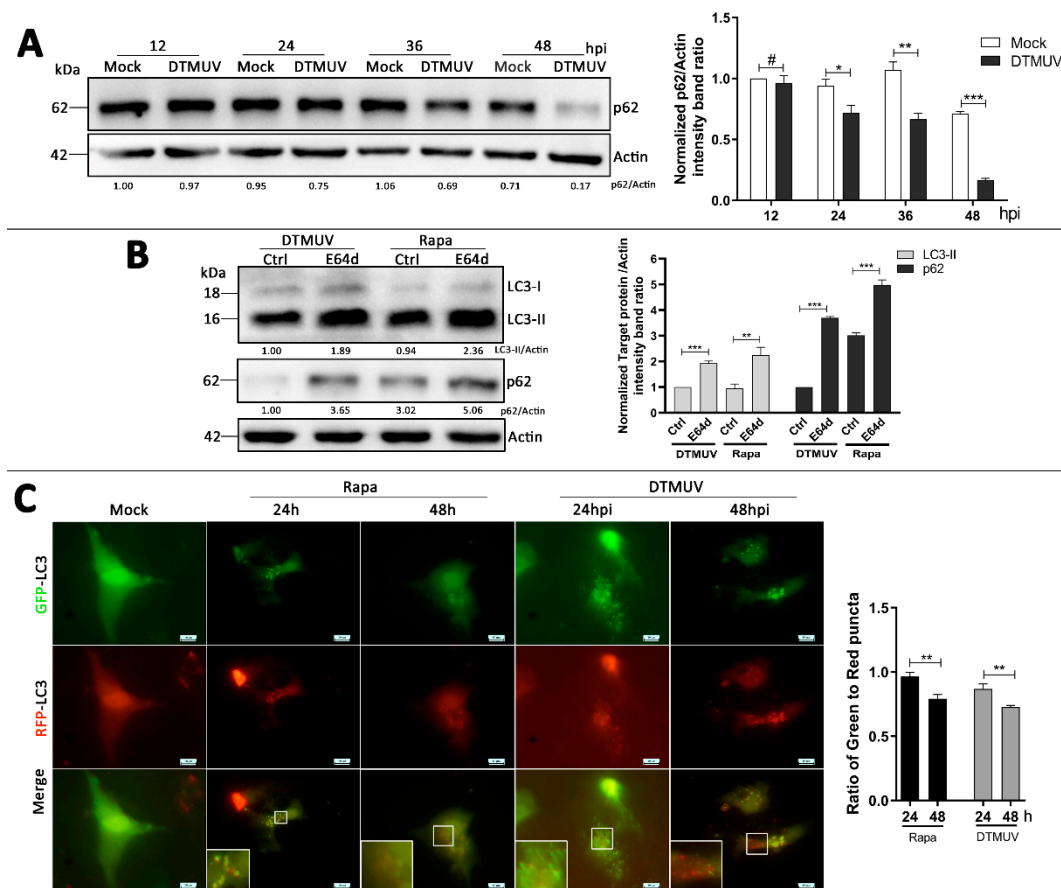 A
12 24 36 48 hpi
kDa Mock DTMUV Mock DTMUV Mock DTMUV Mock DTMUV
62 p62
42 Actin
1.00 0.97 0.95 0.75 1.06 0.69 0.71 0.17 p62/Actin
Normalized p62/Actin
intensity band ratio
1.5
1.0
0.5
0.0
# * ** ***
Mock
DTMUV
12 24 36 48 hpi
B
DTMUV Rapa
kDa Ctrl E64d Ctrl E64d
18 LC3-I
16 LC3-II
1.00 1.89 0.94 2.36 LC3-II/Actin
62 p62
1.00 3.65 3.02 5.06 p62/Actin
42 Actin
Normalized Target protein /Actin
intensity band ratio
6
5
4
3
2
1
0
*** ** *** ***
LC3-II
p62
Ctrl E64d Ctrl E64d Ctrl E64d Ctrl E64d
DTMUV Rapa DTMUV Rapa
C
Rapa DTMUV
Mock 24h 48h 24hpi 48hpi
GFP-LC3
RFP-LC3
Merge
Ratio of Green to Red puncta
1.5
1.0
0.5
0.0
** **
24 48 24 48 h
Rapa DTMUV